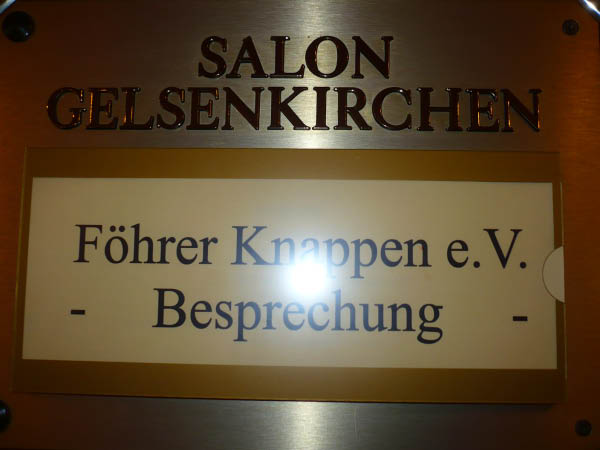 SALON
GELSENKIRCHEN
Föhrer Knappen e.V.
- Besprechung -